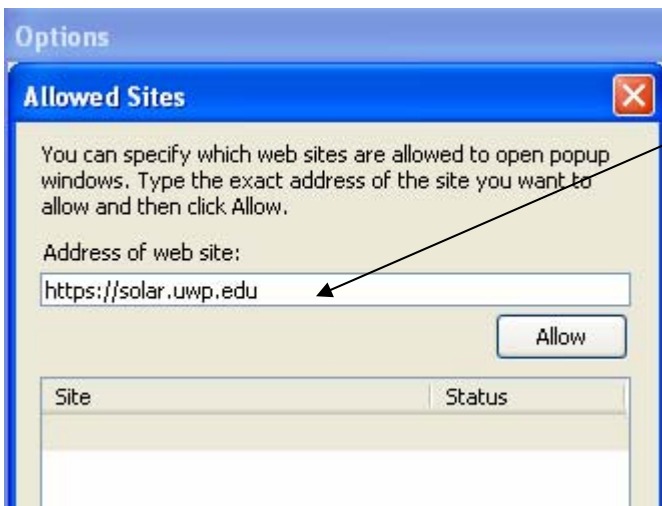 Options
Allowed Sites
You can specify which web sites are allowed to open popup
windows. Type the exact address of the site you want to
allow and then click Allow.
Address of web site:
https://solar.uwp.edu
Allow
Site Status